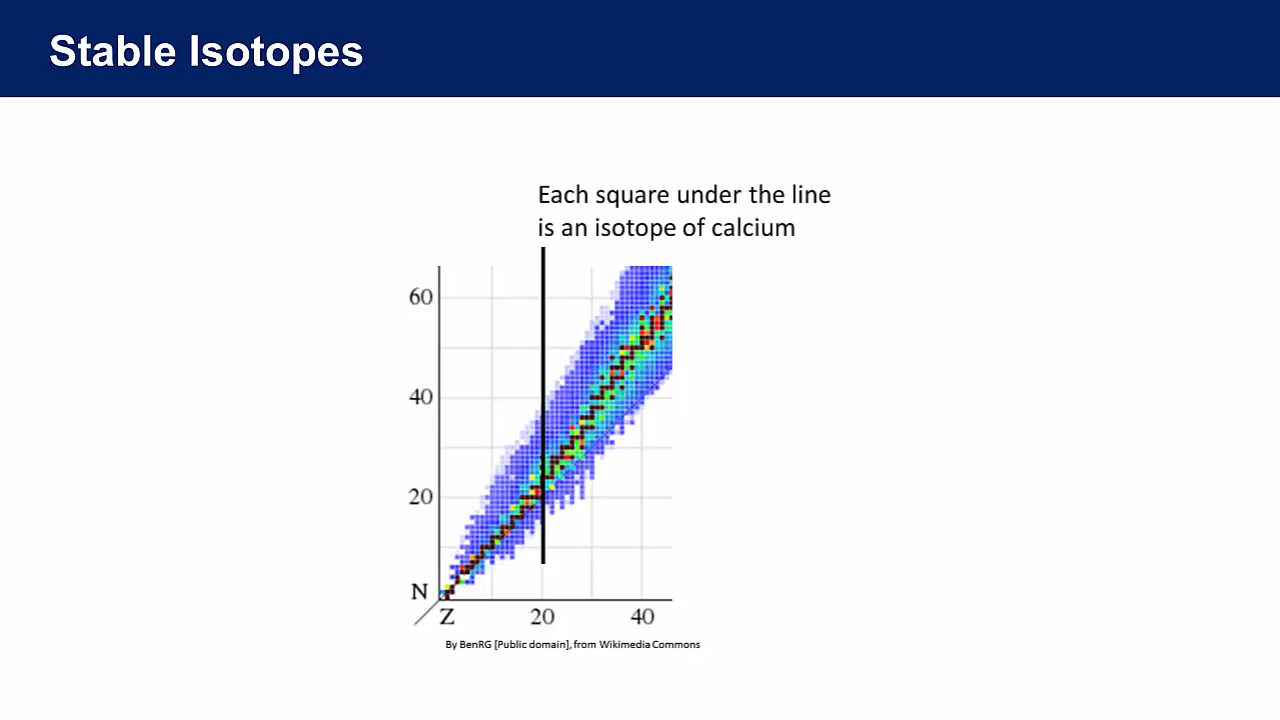 Stable Isotopes
Each square under the line
is an isotope of calcium
60
40
20
N
Z
20
40
By BenRG [Public domain], from Wikimedia Commons